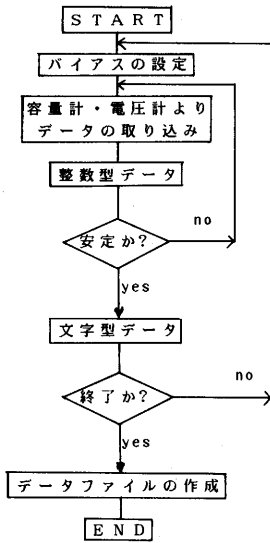 START
バイアスの設定
容量計・電圧計より
データの取り込み
整数型データ
no
安定か?
yes
文字型データ
no
終了か?
yes
データファイルの作成
END